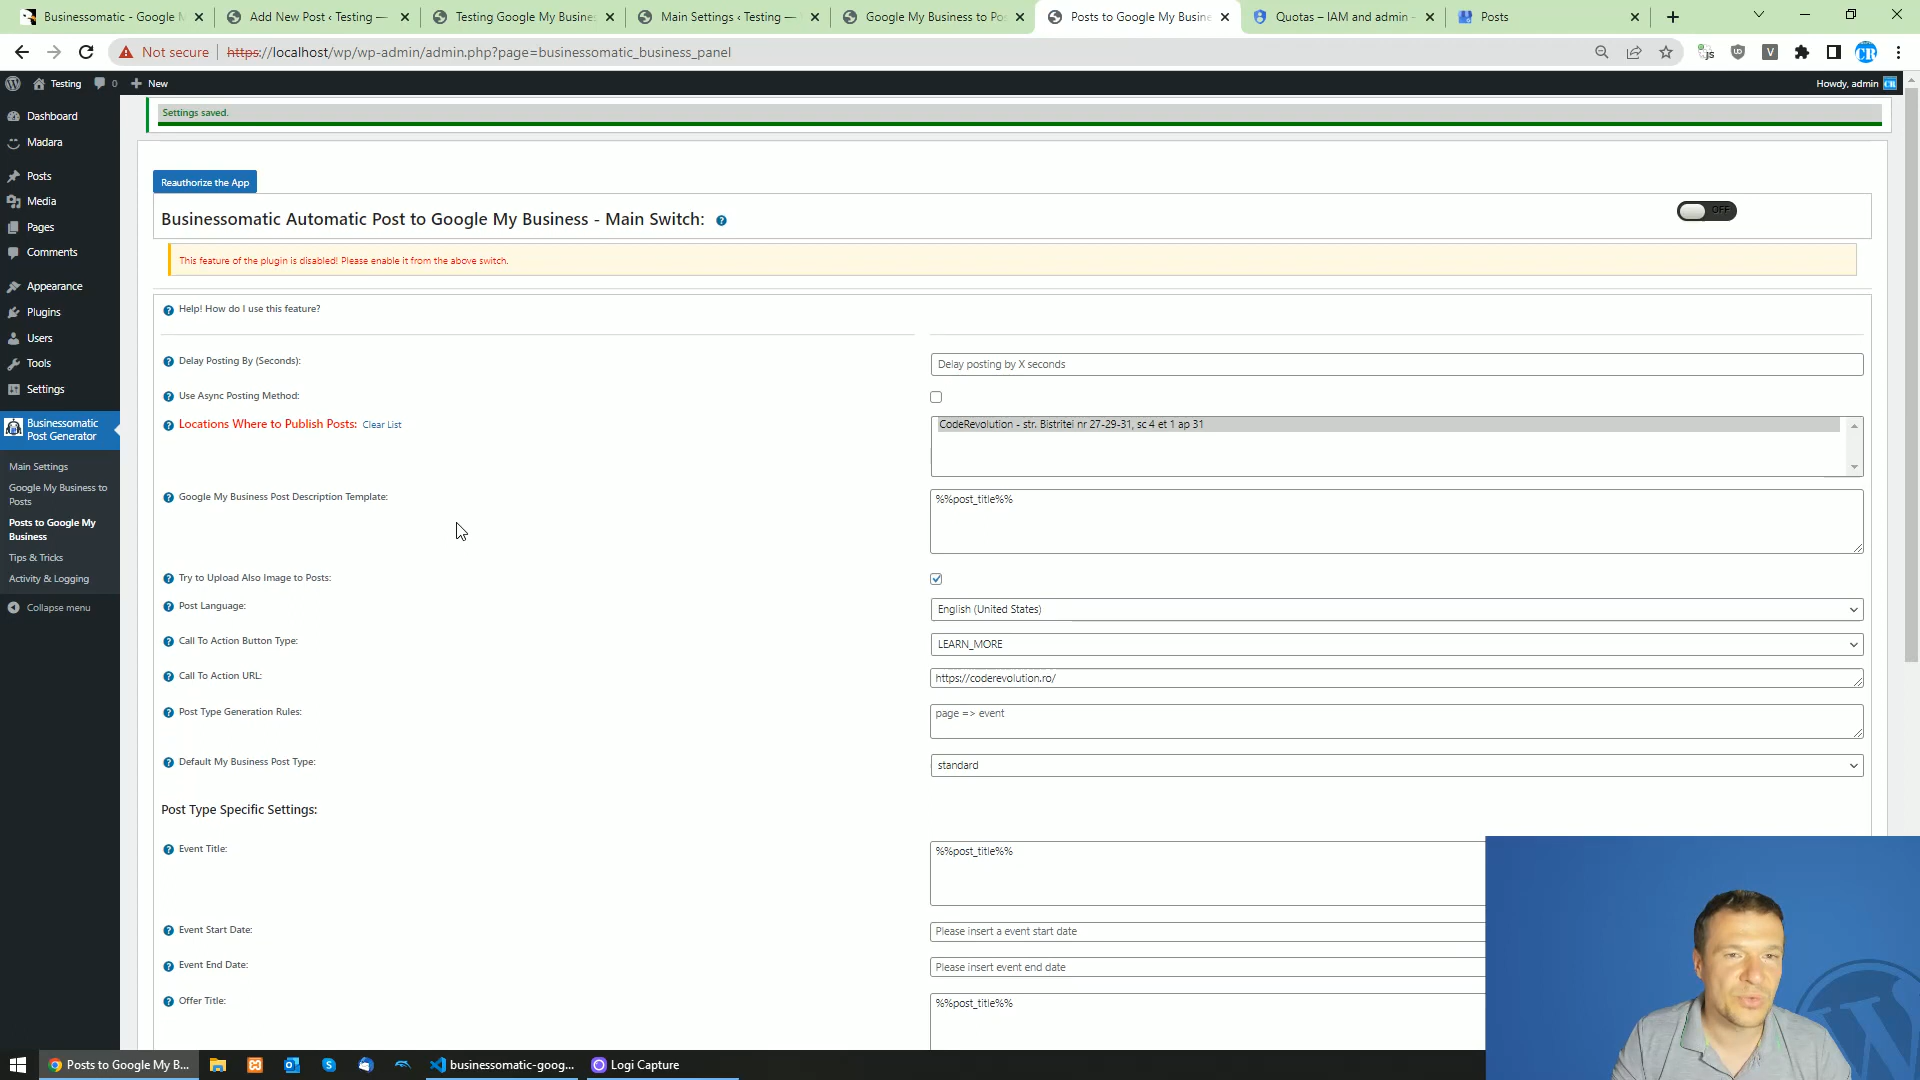 Businessomatic - Google M
Add New Post ‹ Testing —
Testing Google My Busine
Main Settings ‹ Testing —
Google My Business to Po
Posts to Google My Busine
Quotas – IAM and admin -
Posts
Not secure
https://localhost/wp/wp-admin/admin.php?page=businessomatic_business_panel
Testing
0
New
Howdy, admin
Dashboard
Madara
Posts
Media
Pages
Comments
Appearance
Plugins
Users
Tools
Settings
Businessomatic
Post Generator
Main Settings
Google My Business to
Posts
Posts to Google My
Business
Tips & Tricks
Activity & Logging
Collapse menu
Settings saved.
Reauthorize the App
Businessomatic Automatic Post to Google My Business - Main Switch:
OFF
This feature of the plugin is disabled! Please enable it from the above switch.
Help! How do I use this feature?
Delay Posting By (Seconds):
Delay posting by X seconds
Use Async Posting Method:
Locations Where to Publish Posts: Clear List
CodeRevolution - str. Bistritei nr 27-29-31, sc 4 et 1 ap 31
Google My Business Post Description Template:
%%post_title%%
Try to Upload Also Image to Posts:
Post Language:
English (United States)
Call To Action Button Type:
LEARN_MORE
Call To Action URL:
https://coderevolution.ro/
Post Type Generation Rules:
page => event
Default My Business Post Type:
standard
Post Type Specific Settings:
Event Title:
%%post_title%%
Event Start Date:
Please insert a event start date
Event End Date:
Please insert event end date
Offer Title:
%%post_title%%
Posts to Google My B...
businessomatic-goog...
Logi Capture